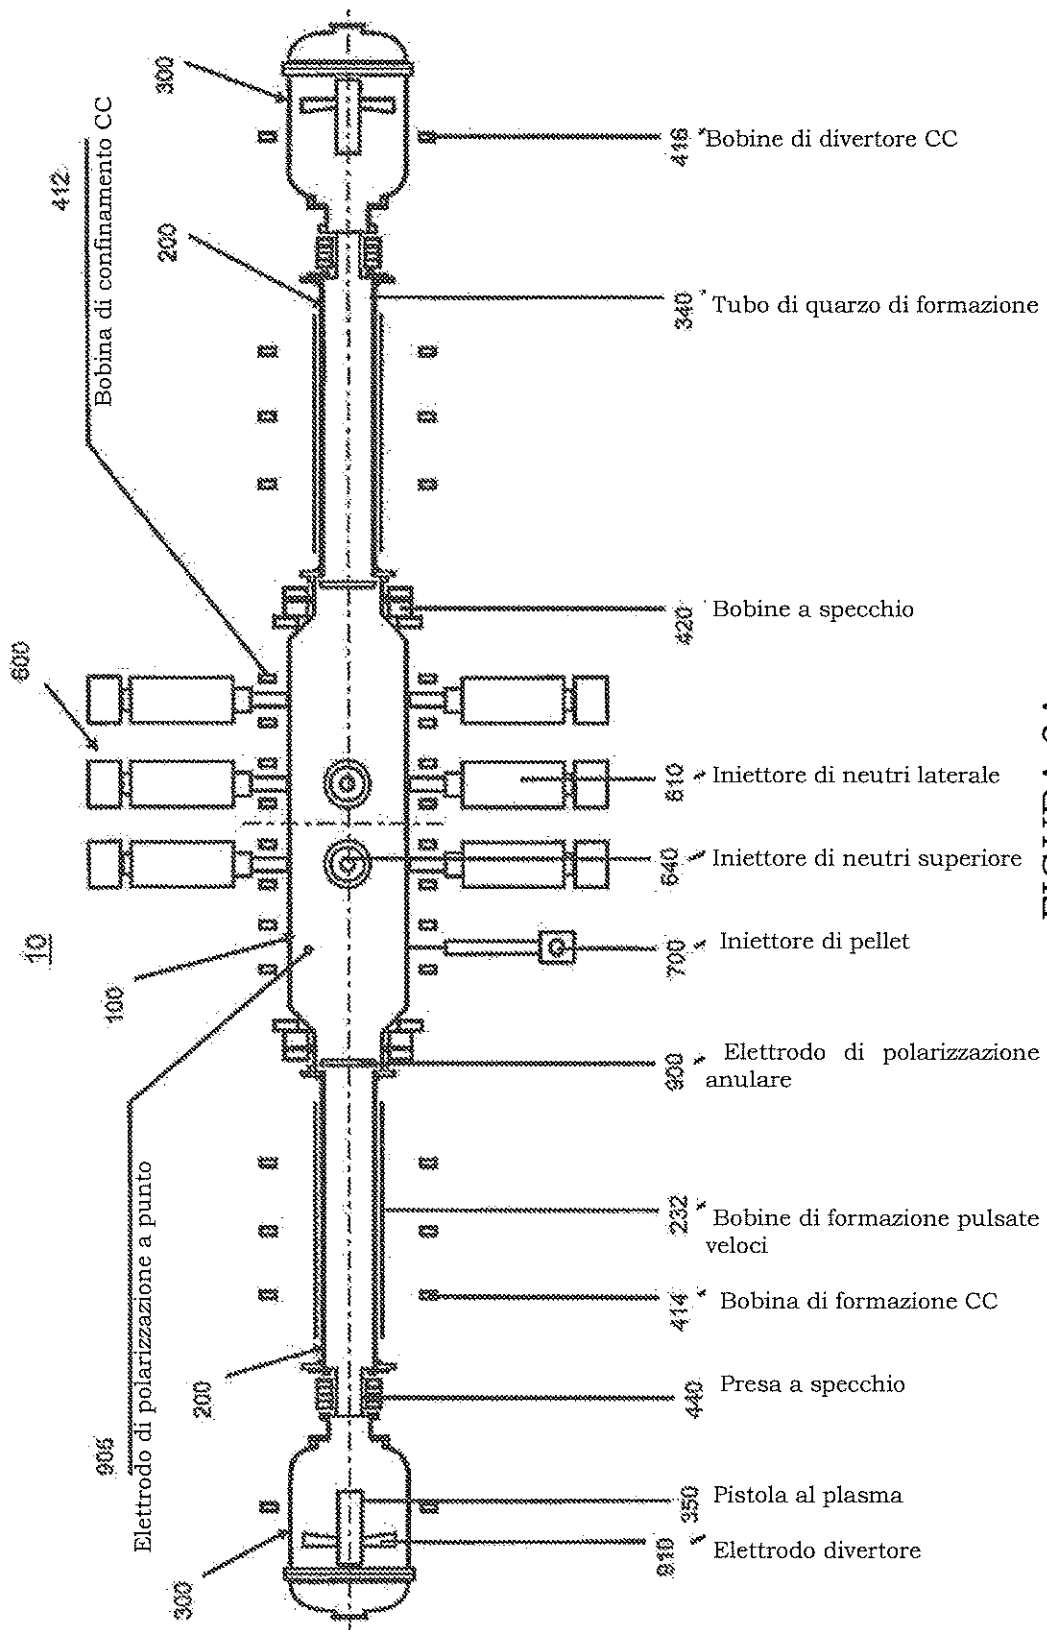 300
412
Bobina di confinamento CC
200
416 Bobine di divertore CC
340 Tubo di quarzo di formazione
600
420 Bobine a specchio
610 Iniettore di neutri laterale
640 Iniettore di neutri superiore
10
100
700 Iniettore di pellet
900 Elettrodo di polarizzazione
anulare
905
Elettrodo di polarizzazione a punto
232 Bobine di formazione pulsate
veloci
414 Bobina di formazione CC
200
440 Presa a specchio
350 Pistola al plasma
300
910 Elettrodo divertore